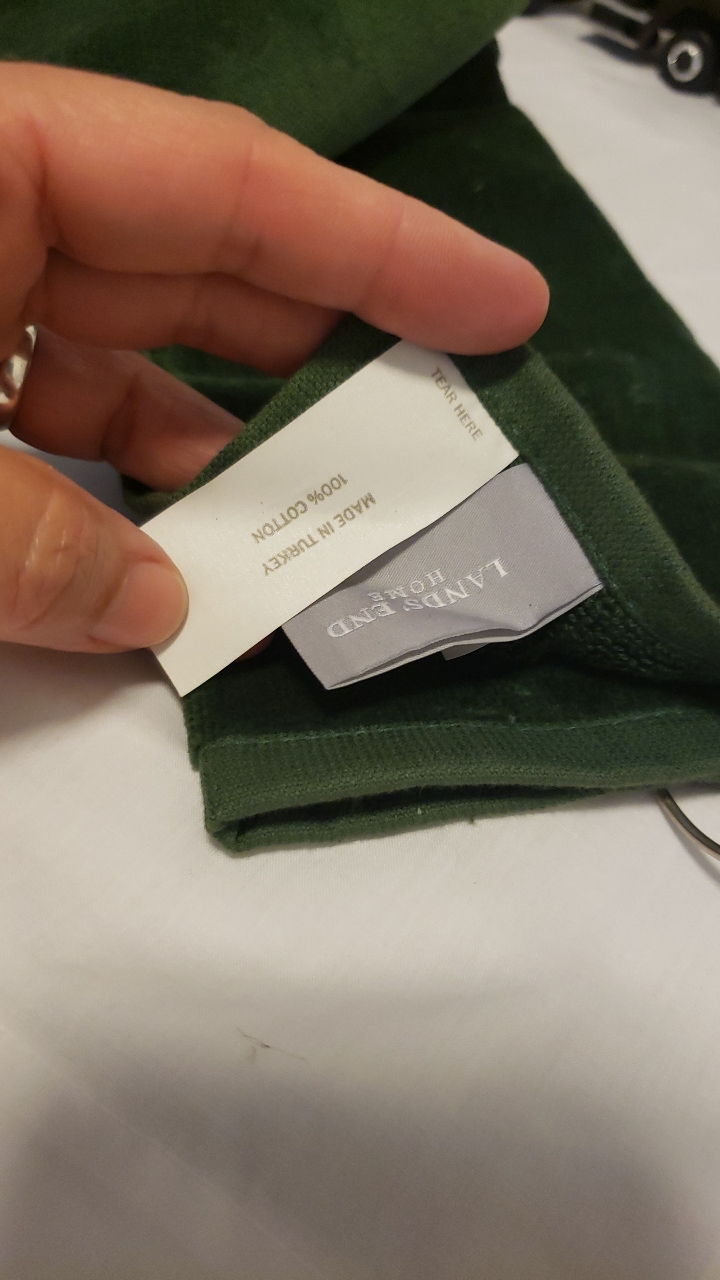 TEAR HERE
MADE IN TURKEY
100% COTTON
LANDS' END
HOME